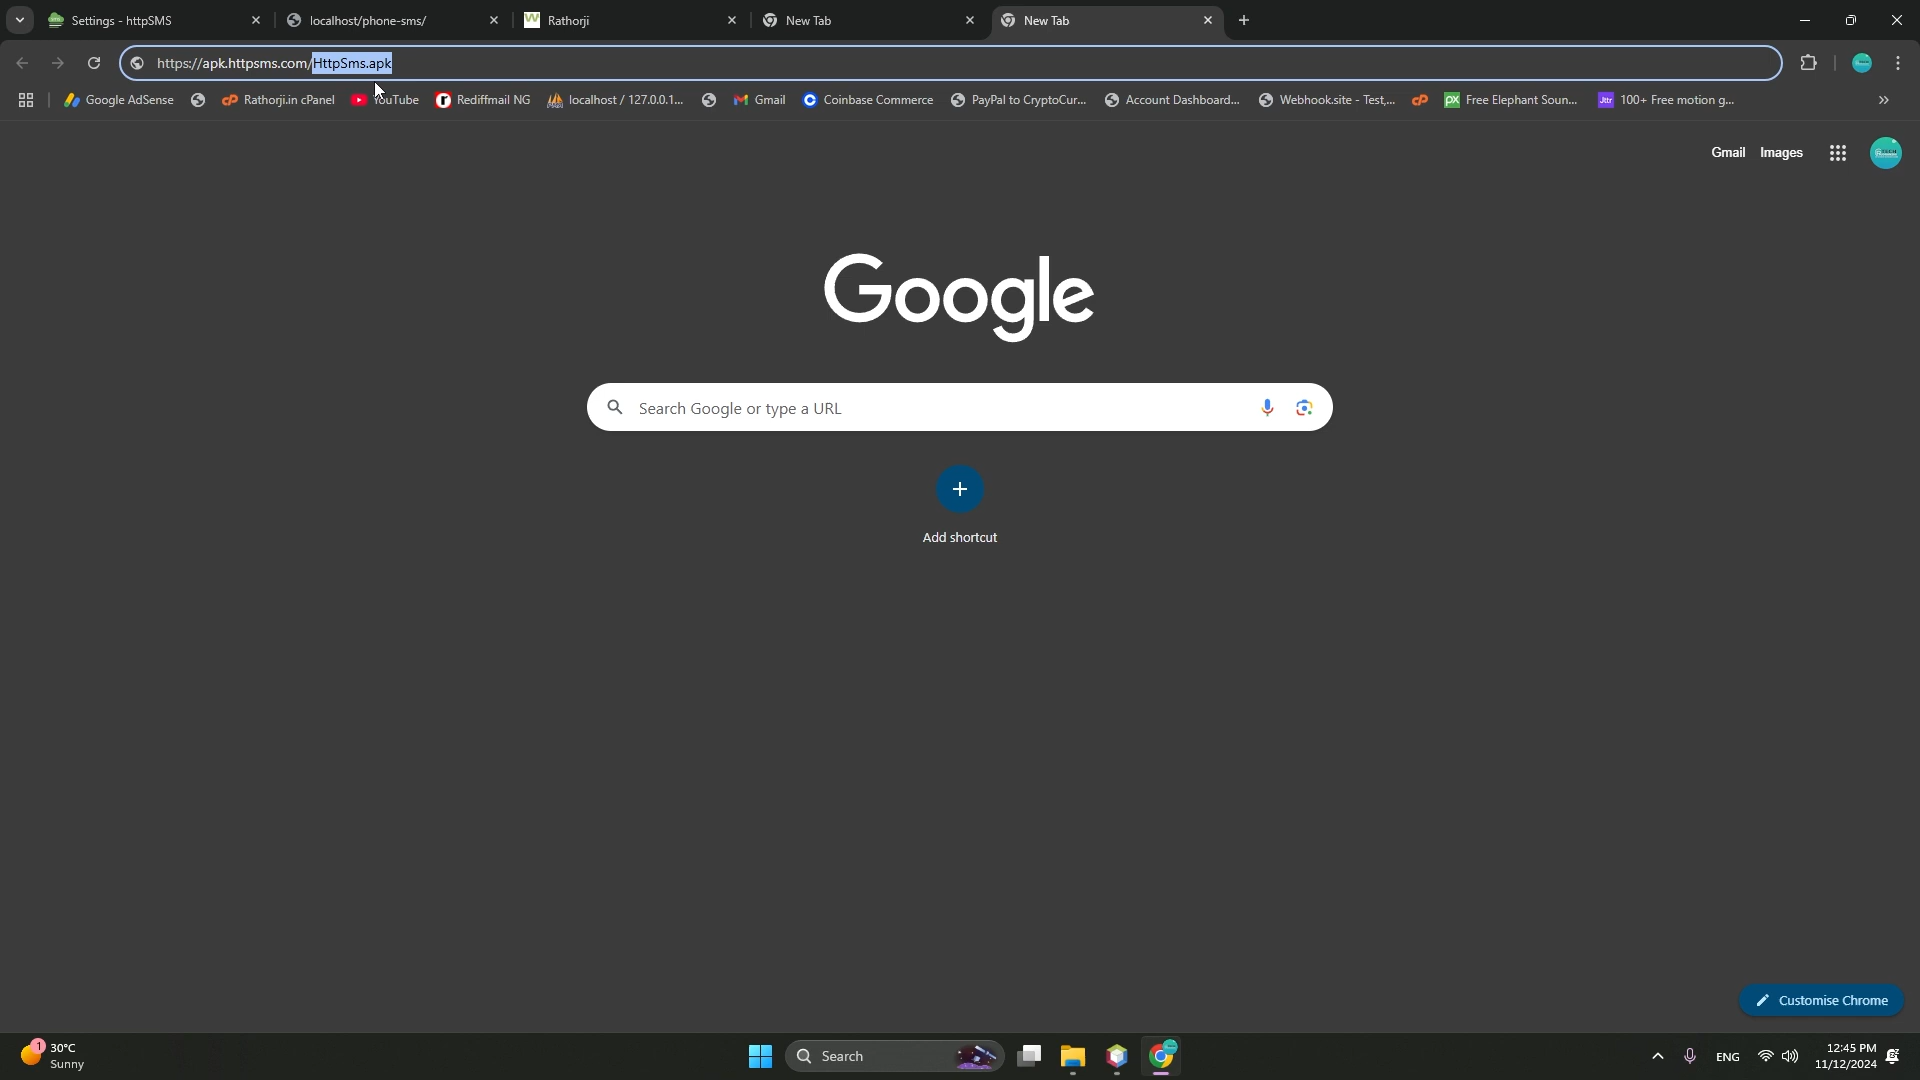 Settings - httpSMS
localhost/phone-sms/
Rathorji
New Tab
New Tab
https://apk.httpsms.com/HttpSms.apk
Google AdSense
Rathorji.in cPanel
YouTube
Rediffmail NG
localhost / 127.0.0.1...
Gmail
Coinbase Commerce
PayPal to CryptoCur...
Account Dashboard...
Webhook.site - Test,...
Free Elephant Soun...
100+ Free motion g...
Gmail
Images
Google
Search Google or type a URL
Add shortcut
Customise Chrome
1
30°C
Sunny
Search
ENG
12:45 PM
11/12/2024